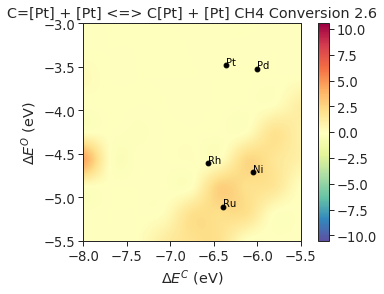 C=[Pt] + [Pt] <=> C[Pt] + [Pt] CH4 Conversion 2.6
−3.0
−3.5
−4.0
−4.5
−5.0
−5.5
ΔE^O (eV)
Pt
Pd
Rh
Ni
Ru
−8.0 −7.5 −7.0 −6.5 −6.0 −5.5
ΔE^C (eV)
10.0
7.5
5.0
2.5
0.0
−2.5
−5.0
−7.5
−10.0